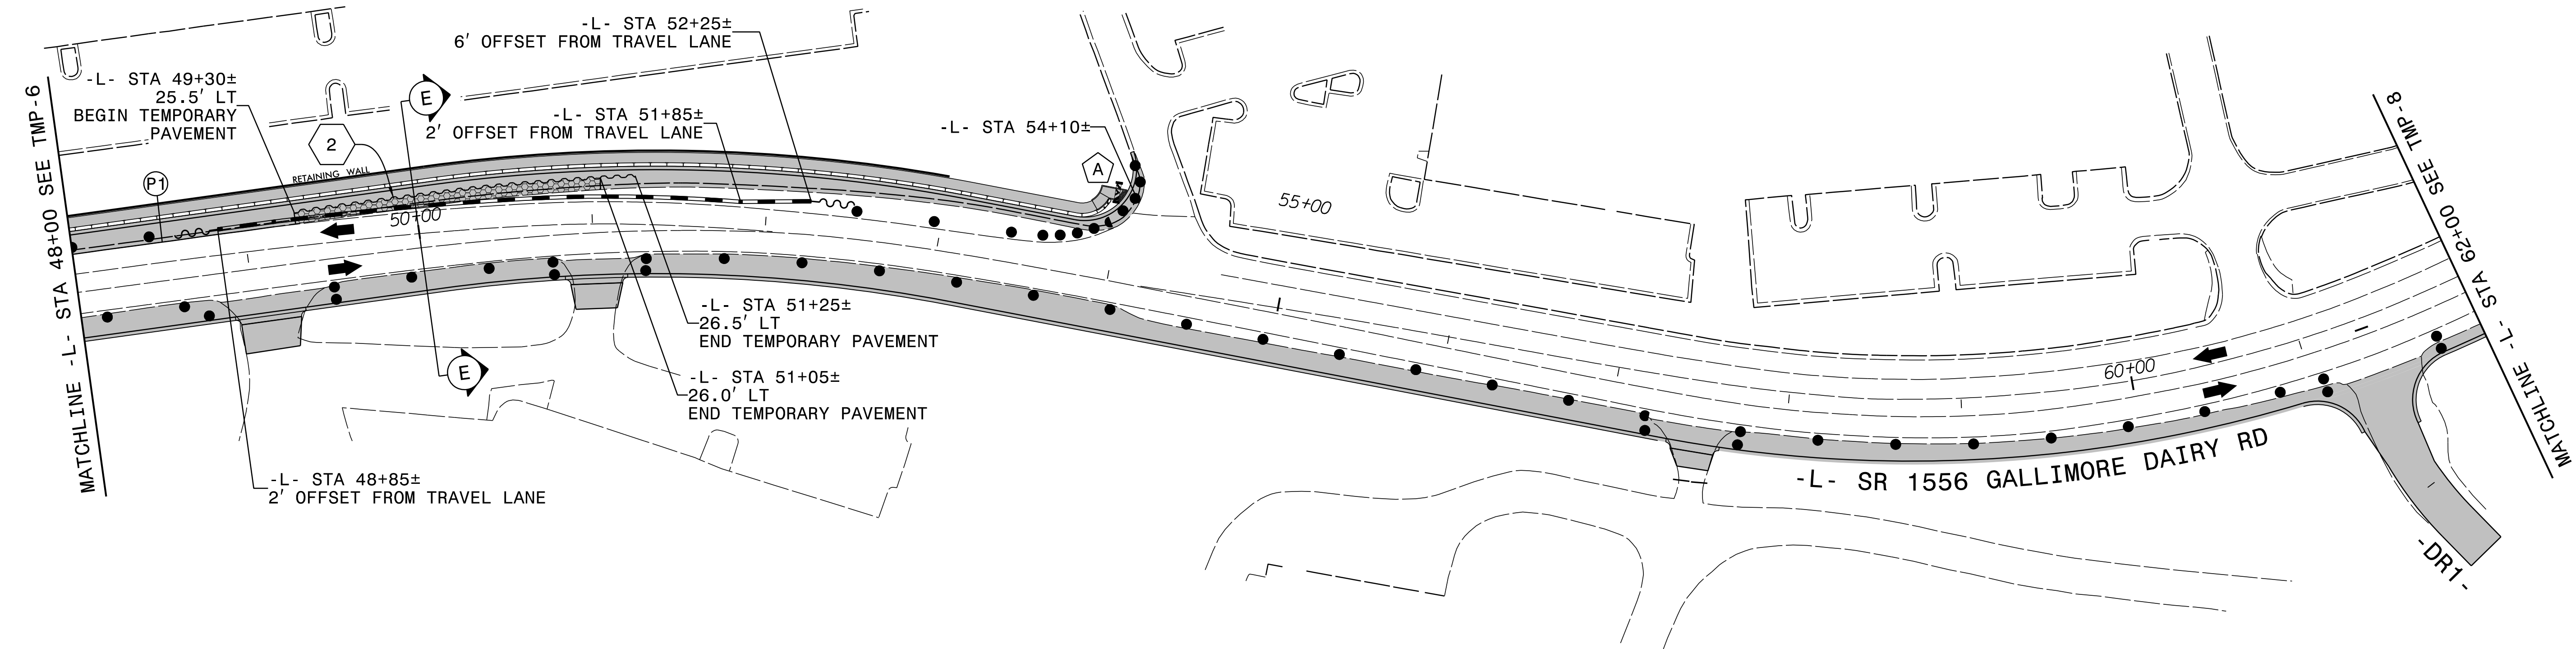 MATCHLINE -L- STA 48+00 SEE TMP-6
-L- STA 49+30±
25.5' LT
BEGIN TEMPORARY
PAVEMENT
P1
2
RETAINING WALL
E
50+00
-L- STA 52+25±
6' OFFSET FROM TRAVEL LANE
-L- STA 51+85±
2' OFFSET FROM TRAVEL LANE
-L- STA 54+10±
A
55+00
E
-L- STA 51+25±
26.5' LT
END TEMPORARY PAVEMENT
-L- STA 51+05±
26.0' LT
END TEMPORARY PAVEMENT
-L- STA 48+85±
2' OFFSET FROM TRAVEL LANE
60+00
-L- SR 1556 GALLIMORE DAIRY RD
-DR1-
MATCHLINE -L- STA 62+00 SEE TMP-8